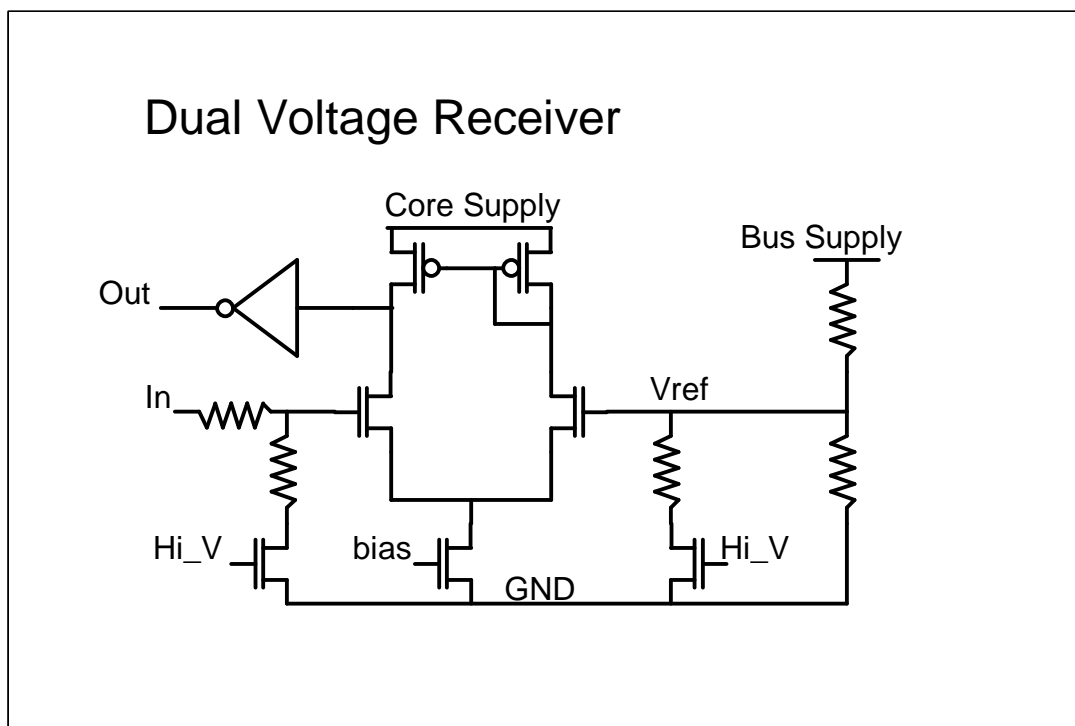 Dual Voltage Receiver
Core Supply
Bus Supply
Out
In
Vref
Hi_V
bias
Hi_V
GND